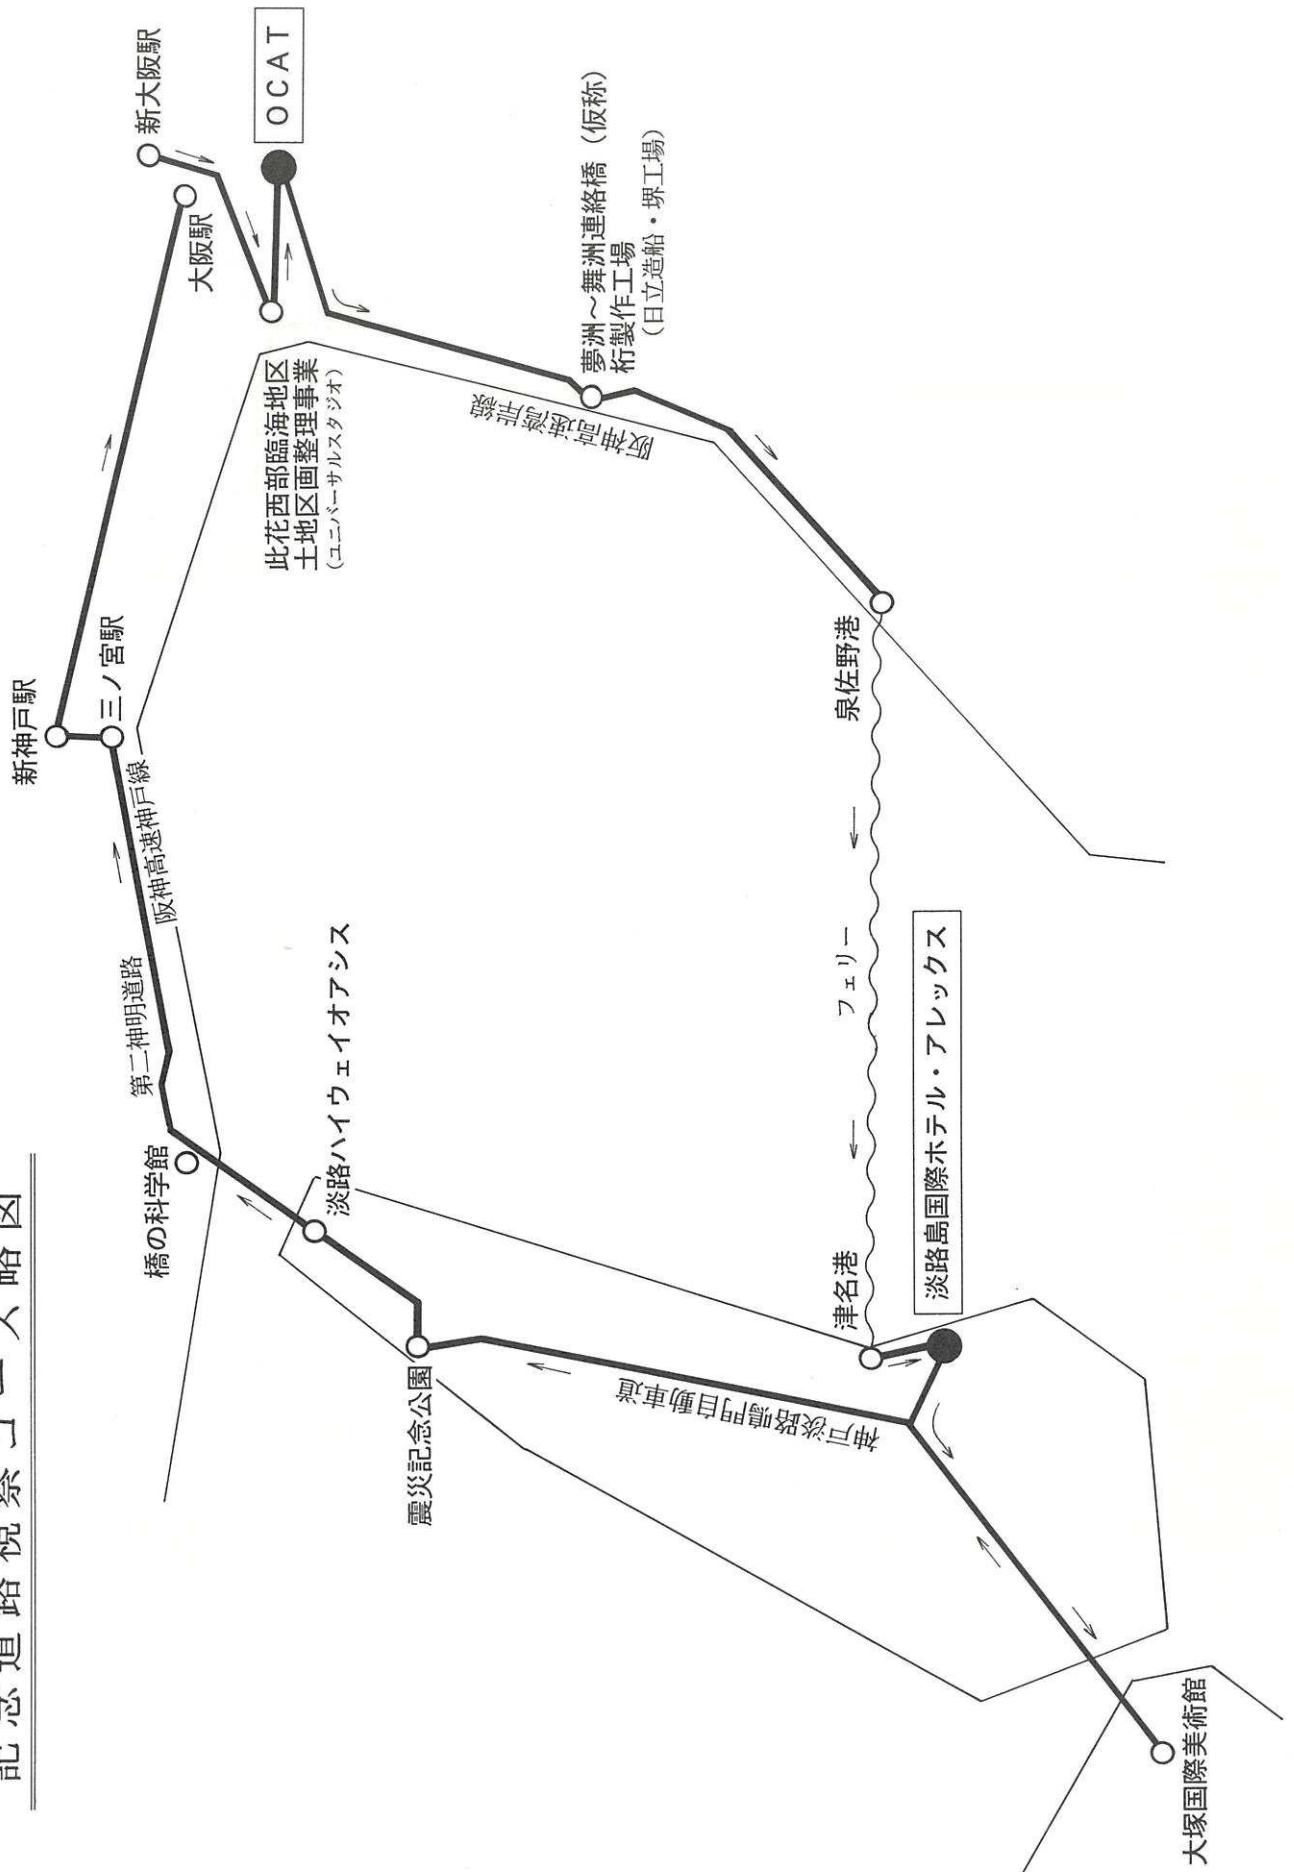 記念道路視察コース略図
新神戸駅
三ノ宮駅
新大阪駅
大阪駅
OCAT
第二神明道路
阪神高速神戸線
橋の科学館
此花西部臨海地区
土地区画整理事業
(ユニバーサルスタジオ)
淡路ハイウェイオアシス
震災記念公園
阪神高速湾岸線
夢洲~舞洲連絡橋(仮称)
桁製作工場
(日立造船・堺工場)
神戸淡路鳴門自動車道
津名港
フェリー
泉佐野港
淡路島国際ホテル・アレックス
大塚国際美術館